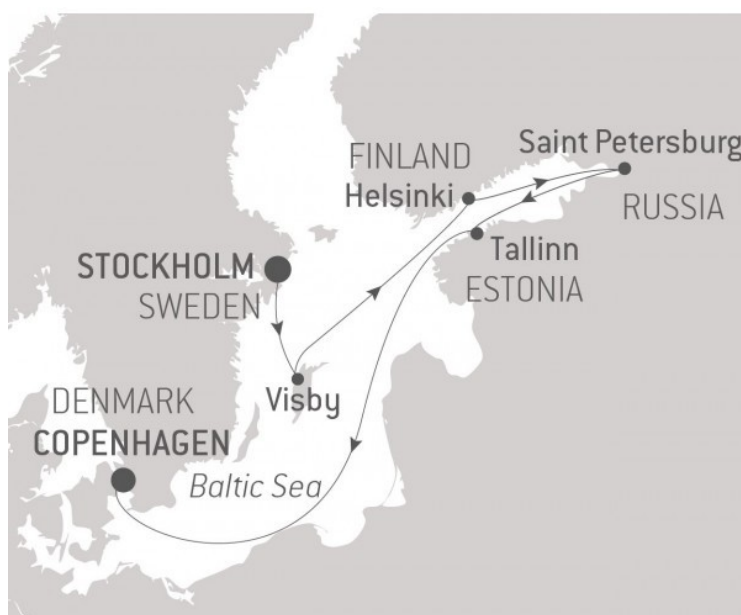 Saint Petersburg
FINLAND
Helsinki
RUSSIA
Tallinn
STOCKHOLM
ESTONIA
SWEDEN
Visby
DENMARK
COPENHAGEN
Baltic Sea